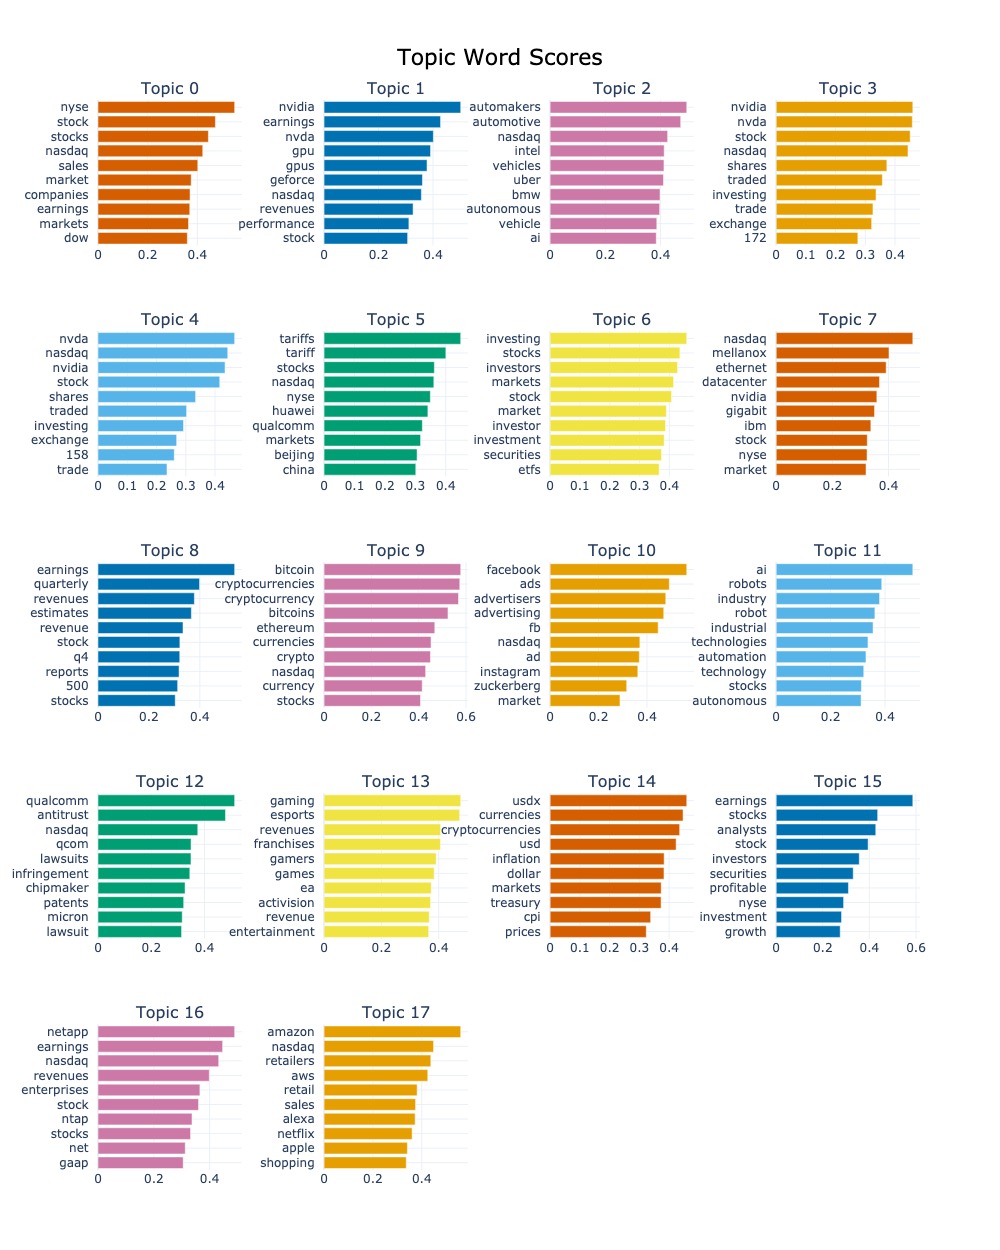 Topic Word Scores
Topic 0
nyse
stock
stocks
nasdaq
sales
market
companies
earnings
markets
dow
0 0.2 0.4
Topic 1
nvidia
earnings
nvda
gpu
gpus
geforce
nasdaq
revenues
performance
stock
0 0.2 0.4
Topic 2
automakers
automotive
nasdaq
intel
vehicles
uber
bmw
autonomous
vehicle
ai
0 0.2 0.4
Topic 3
nvidia
nvda
stock
nasdaq
shares
traded
investing
trade
exchange
172
0 0.1 0.2 0.3 0.4
Topic 4
nvda
nasdaq
nvidia
stock
shares
traded
investing
exchange
158
trade
0 0.1 0.2 0.3 0.4
Topic 5
tariffs
tariff
stocks
nasdaq
nyse
huawei
qualcomm
markets
beijing
china
0 0.2 0.4
Topic 6
investing
stocks
investors
markets
stock
market
investor
investment
securities
etfs
0 0.2 0.4
Topic 7
nasdaq
mellanox
ethernet
datacenter
nvidia
gigabit
ibm
stock
nyse
market
0 0.2 0.4
Topic 8
earnings
quarterly
revenues
estimates
revenue
stock
q4
reports
500
stocks
0 0.2 0.4
Topic 9
bitcoin
cryptocurrencies
cryptocurrency
bitcoins
ethereum
currencies
crypto
nasdaq
currency
stocks
0 0.2 0.4 0.6
Topic 10
facebook
ads
advertisers
advertising
fb
nasdaq
ad
instagram
zuckerberg
market
0 0.2 0.4
Topic 11
ai
robots
industry
robot
industrial
technologies
automation
technology
stocks
autonomous
0 0.2 0.4
Topic 12
qualcomm
antitrust
nasdaq
qcom
lawsuits
infringement
chipmaker
patents
micron
lawsuit
0 0.2 0.4
Topic 13
gaming
esports
revenues
franchises
gamers
games
ea
activision
revenue
entertainment
0 0.2 0.4
Topic 14
usdx
currencies
cryptocurrencies
usd
inflation
dollar
markets
treasury
cpi
prices
0 0.1 0.2 0.3 0.4
Topic 15
earnings
stocks
analysts
stock
investors
securities
profitable
nyse
investment
growth
0 0.2 0.4 0.6
Topic 16
netapp
earnings
nasdaq
revenues
enterprises
stock
ntap
stocks
net
gaap
0 0.2 0.4
Topic 17
amazon
nasdaq
retailers
aws
retail
sales
alexa
netflix
apple
shopping
0 0.2 0.4